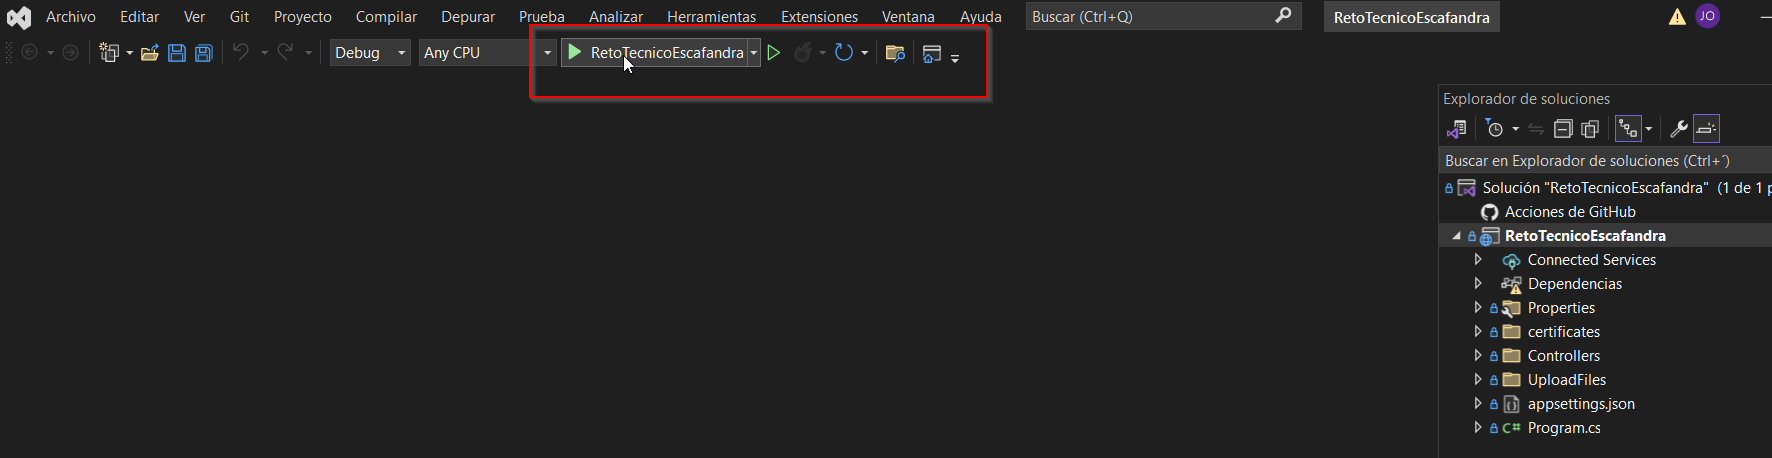 Archivo Editar Ver Git Proyecto Compilar Depurar Prueba Analizar Herramientas Extensiones Ventana Ayuda Buscar (Ctrl+Q) RetoTecnicoEscafandra JO
Debug Any CPU RetoTecnicoEscafandra
Explorador de soluciones
Buscar en Explorador de soluciones (Ctrl+´)
Solución "RetoTecnicoEscafandra" (1 de 1 p
Acciones de GitHub
RetoTecnicoEscafandra
Connected Services
Dependencias
Properties
certificates
Controllers
UploadFiles
appsettings.json
C# Program.cs